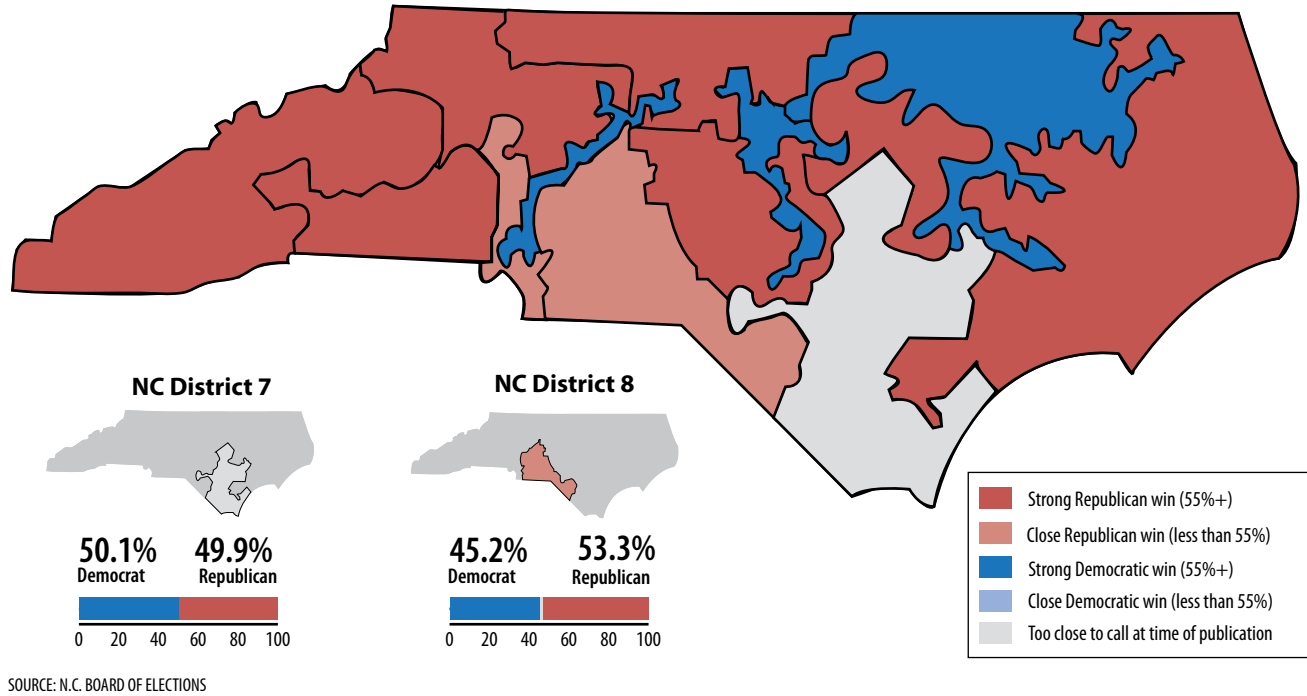 NC District 7
50.1% 49.9%
Democrat Republican
0 20 40 60 80 100
NC District 8
45.2% 53.3%
Democrat Republican
0 20 40 60 80 100
Strong Republican win (55%+)
Close Republican win (less than 55%)
Strong Democratic win (55%+)
Close Democratic win (less than 55%)
Too close to call at time of publication
SOURCE: N.C. BOARD OF ELECTIONS